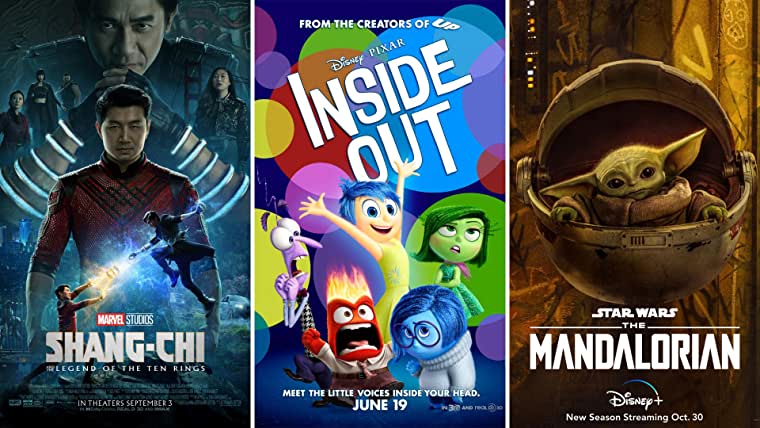 MARVEL STUDIOS
SHANG-CHI
AND THE LEGEND OF THE TEN RINGS
IN THEATERS SEPTEMBER 3
FROM THE CREATORS OF UP
Disney PIXAR
INSIDE
OUT
MEET THE LITTLE VOICES INSIDE YOUR HEAD.
JUNE 19
STAR WARS
THE
MANDALORIAN
Disney+
New Season Streaming Oct. 30